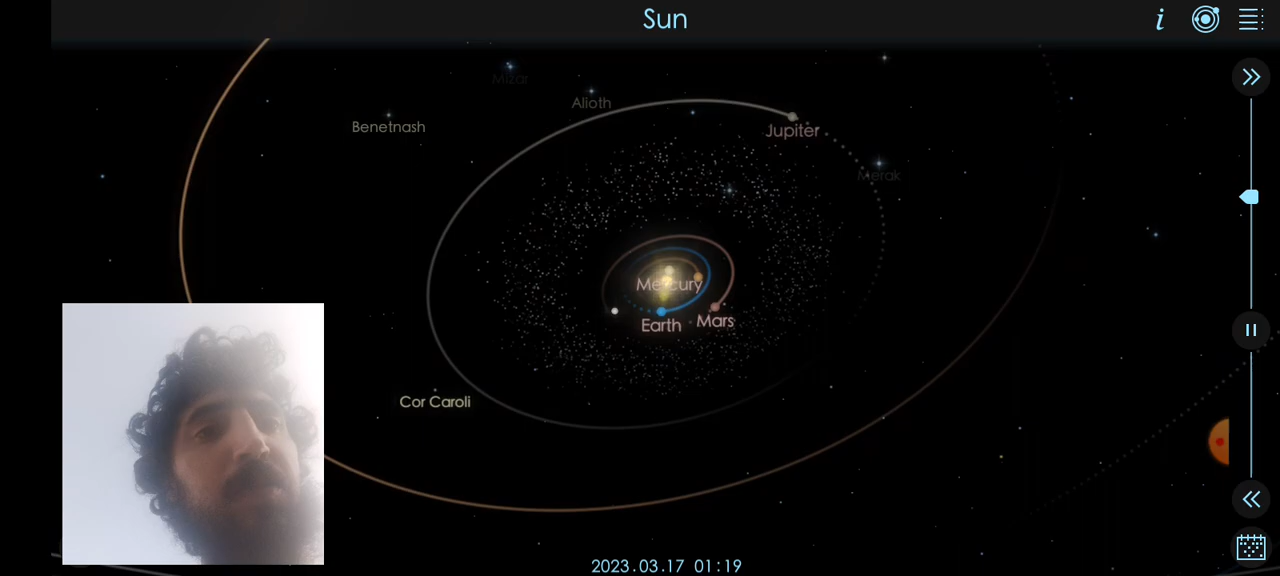 Sun
i
Mizar
Alioth
Benetnash
Jupiter
Merak
Mercury
Earth
Mars
Cor Caroli
2023.03.17 01:19